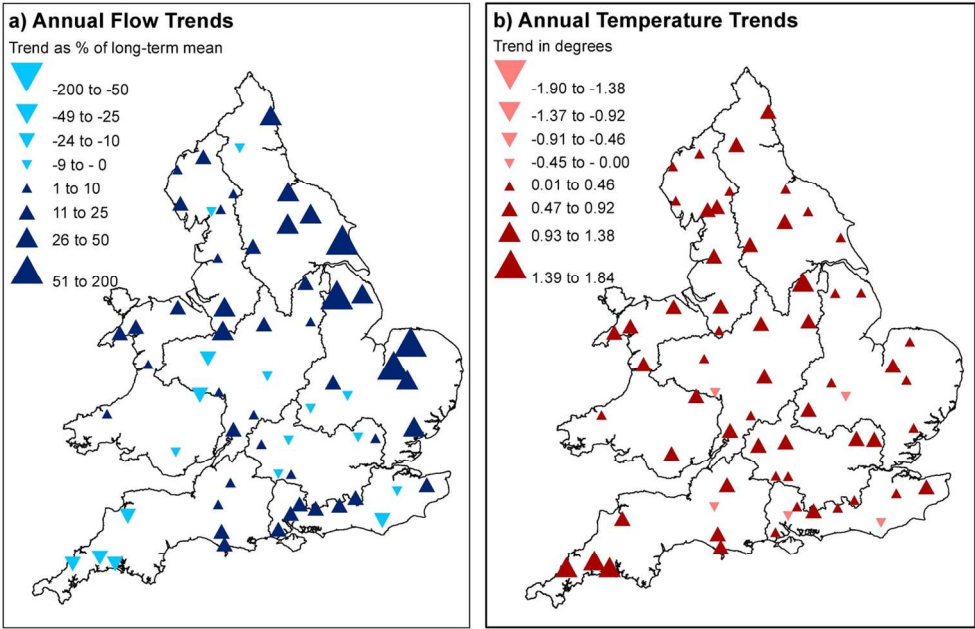 a) Annual Flow Trends
Trend as % of long-term mean
-200 to -50
-49 to -25
-24 to -10
-9 to - 0
1 to 10
11 to 25
26 to 50
51 to 200
b) Annual Temperature Trends
Trend in degrees
-1.90 to -1.38
-1.37 to -0.92
-0.91 to -0.46
-0.45 to - 0.00
0.01 to 0.46
0.47 to 0.92
0.93 to 1.38
1.39 to 1.84